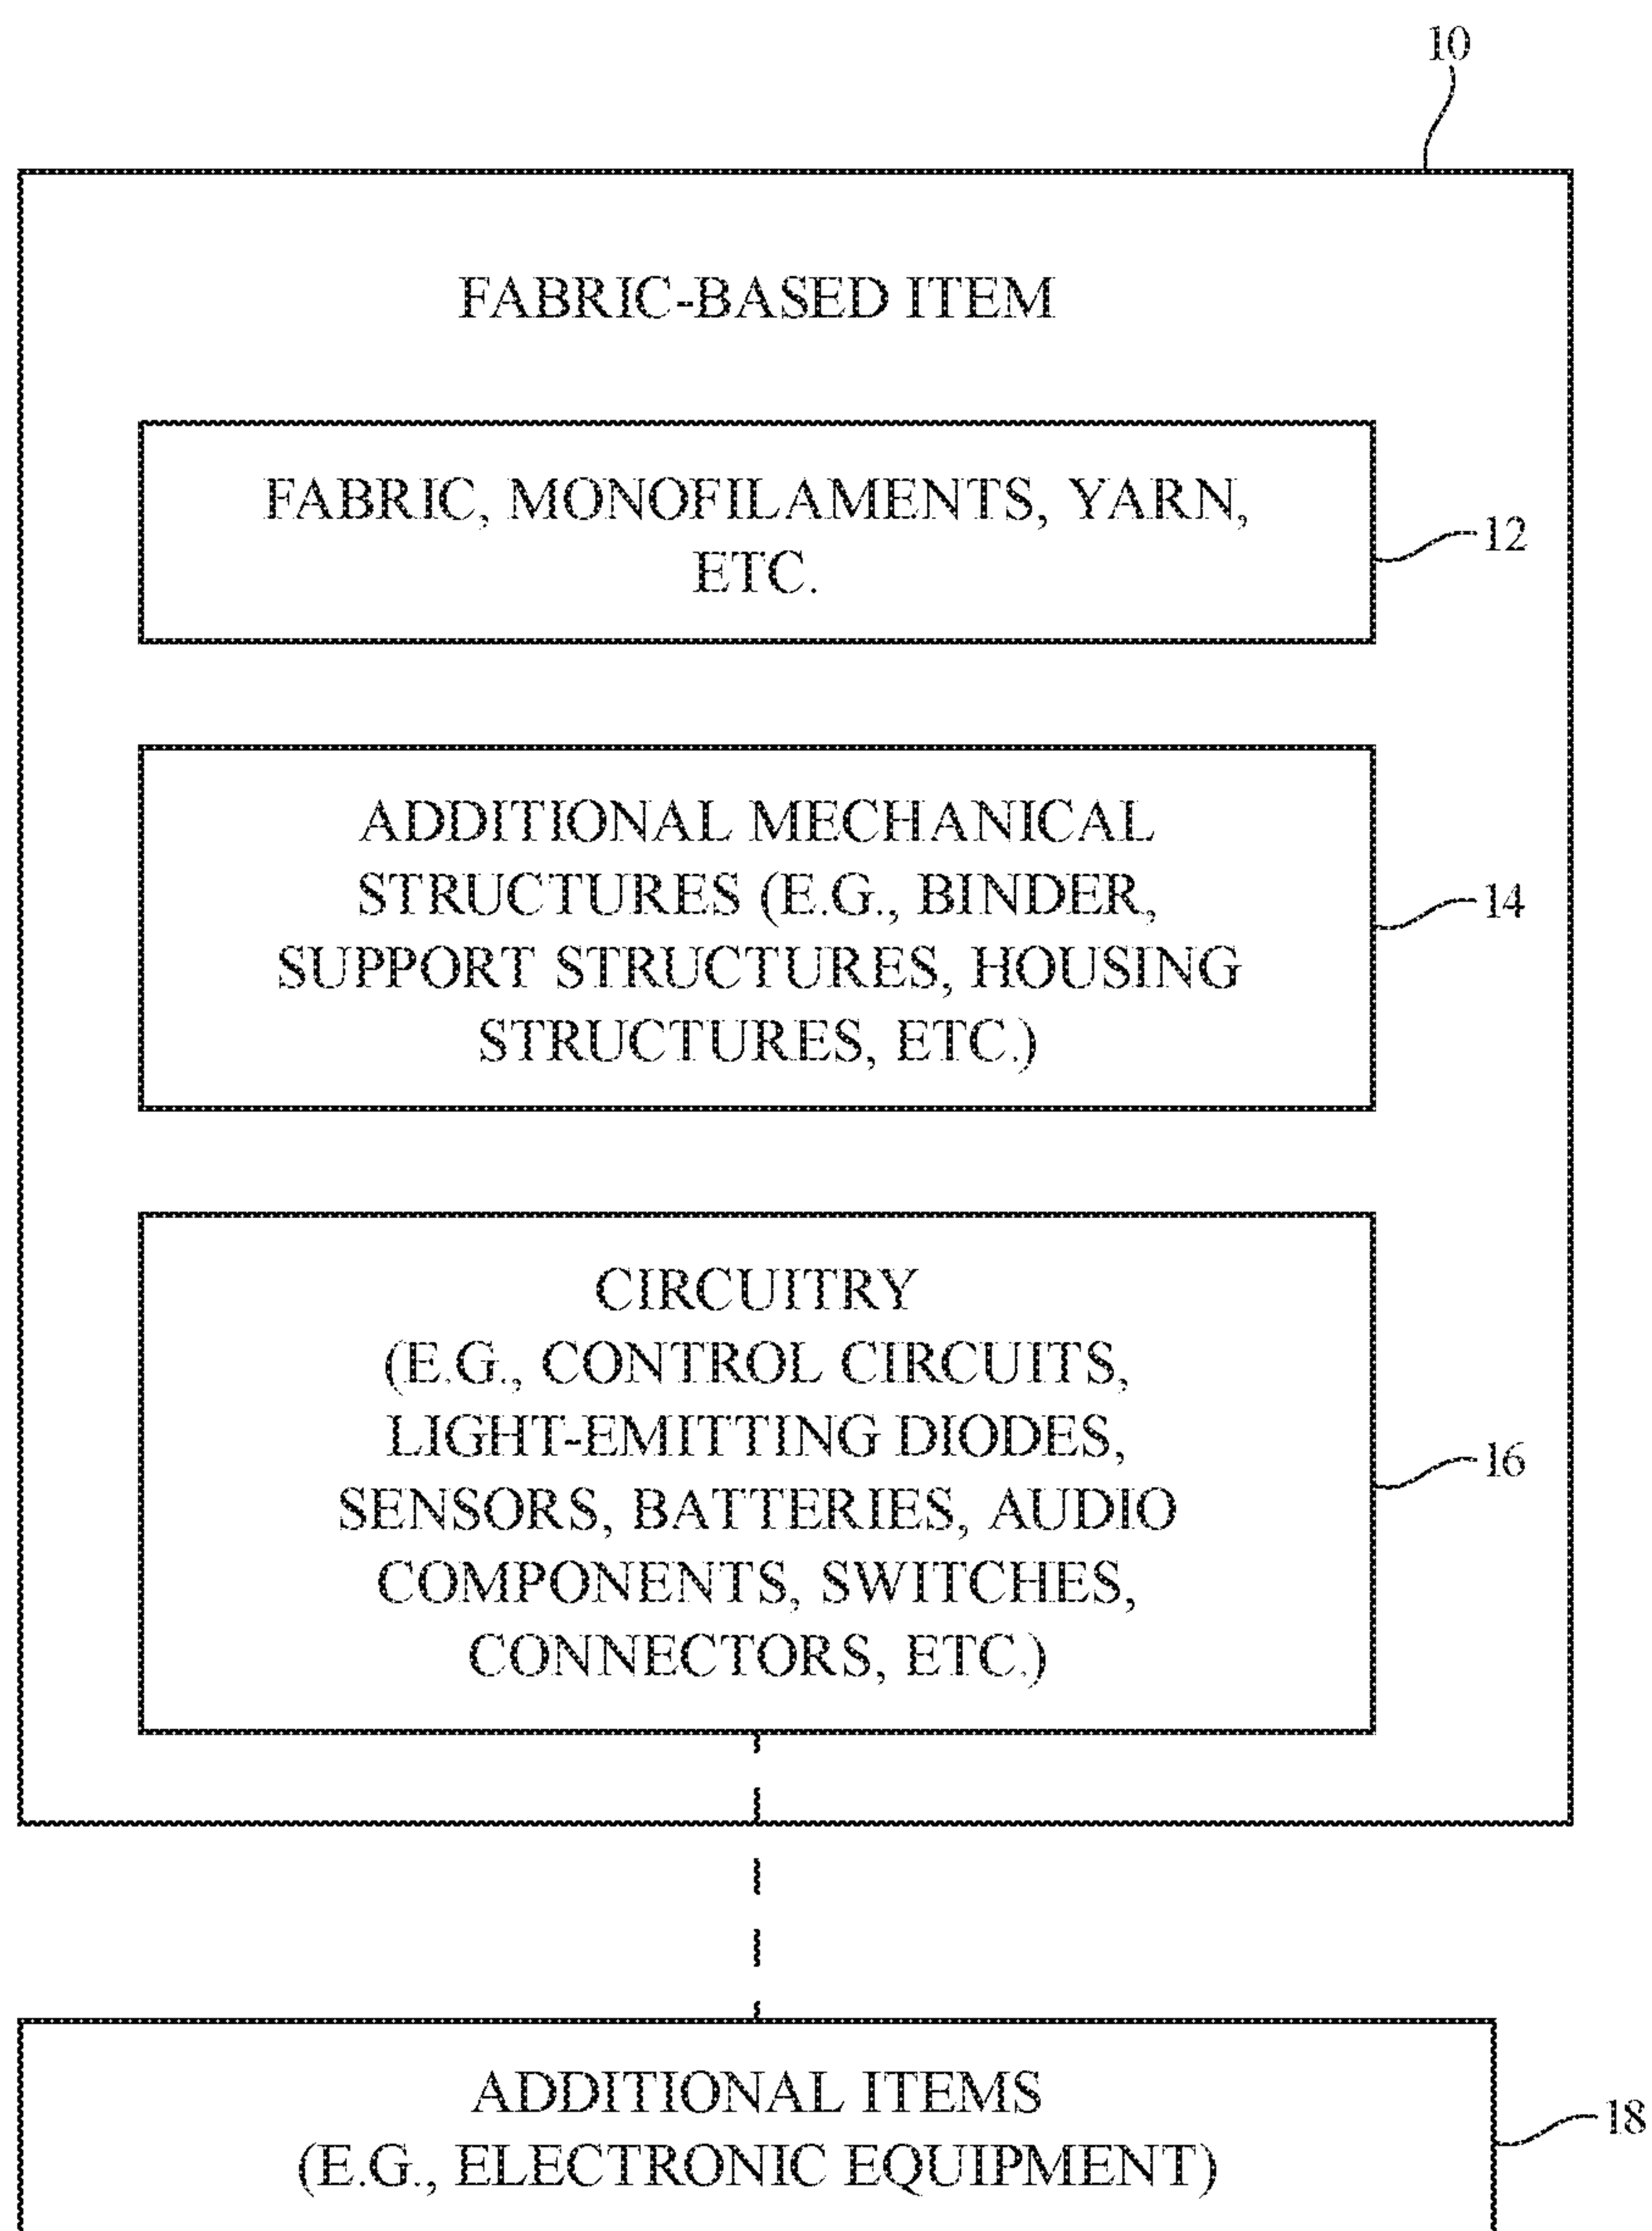 10
FABRIC-BASED ITEM
FABRIC, MONOFILAMENTS, YARN,
ETC.
12
ADDITIONAL MECHANICAL
STRUCTURES (E.G., BINDER,
SUPPORT STRUCTURES, HOUSING
STRUCTURES, ETC.)
14
CIRCUITRY
(E.G., CONTROL CIRCUITS,
LIGHT-EMITTING DIODES,
SENSORS, BATTERIES, AUDIO
COMPONENTS, SWITCHES,
CONNECTORS, ETC.)
16
ADDITIONAL ITEMS
(E.G., ELECTRONIC EQUIPMENT)
18